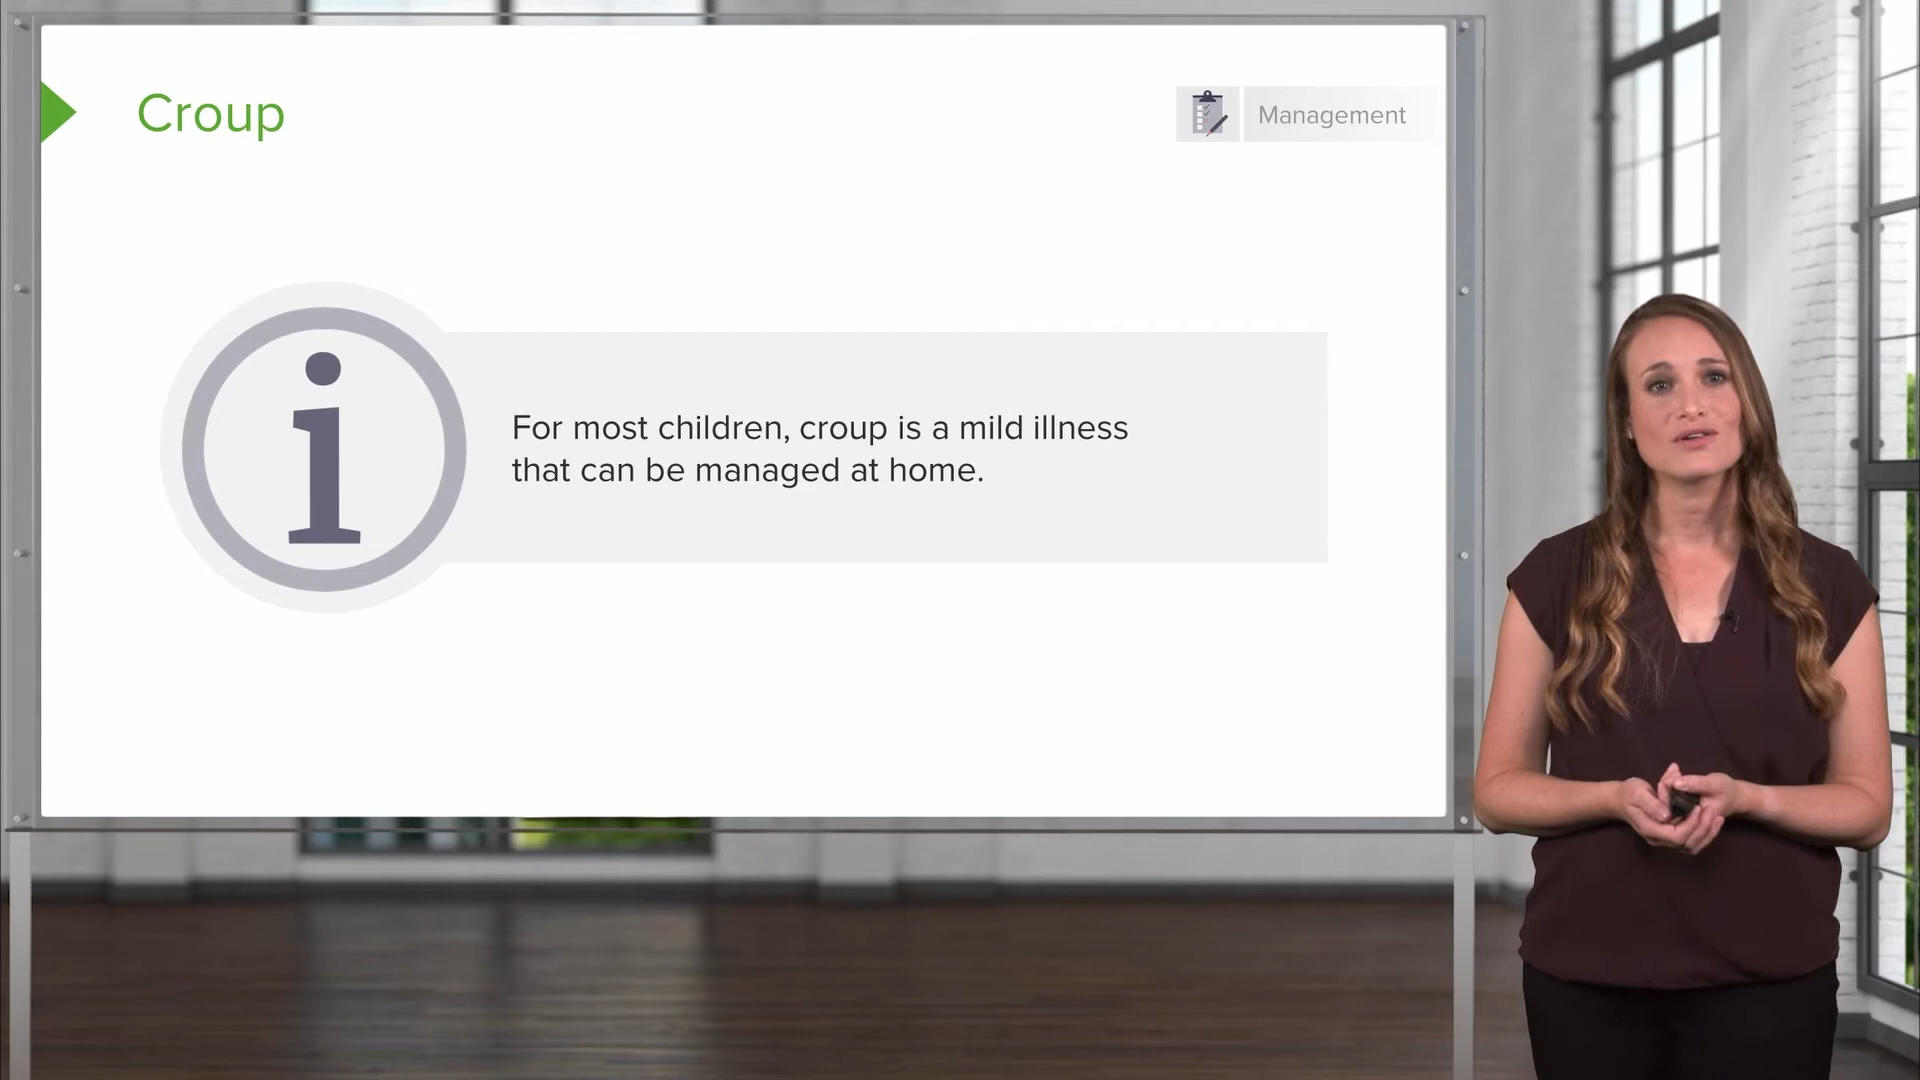 Croup
Management
For most children, croup is a mild illness
that can be managed at home.